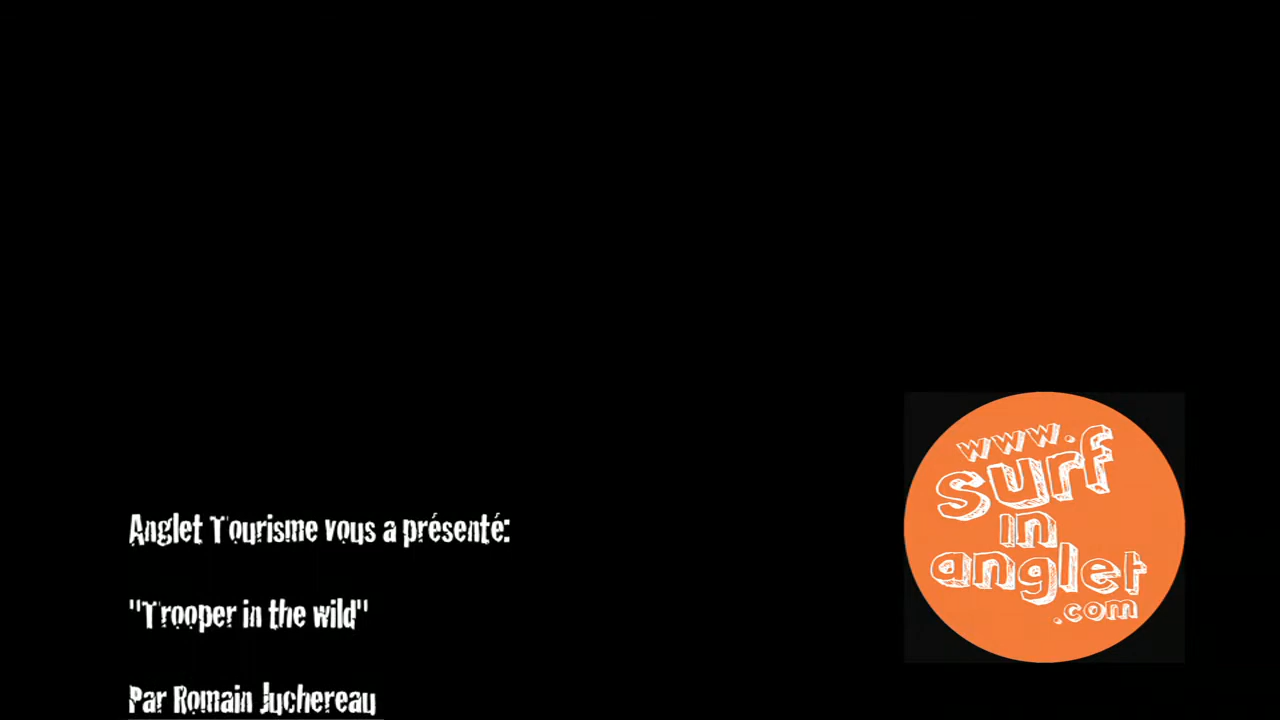 Anglet Tourisme vous a présenté:
"Trooper in the wild"
Par Romain Juchereau
www.
surf
in
anglet
.com